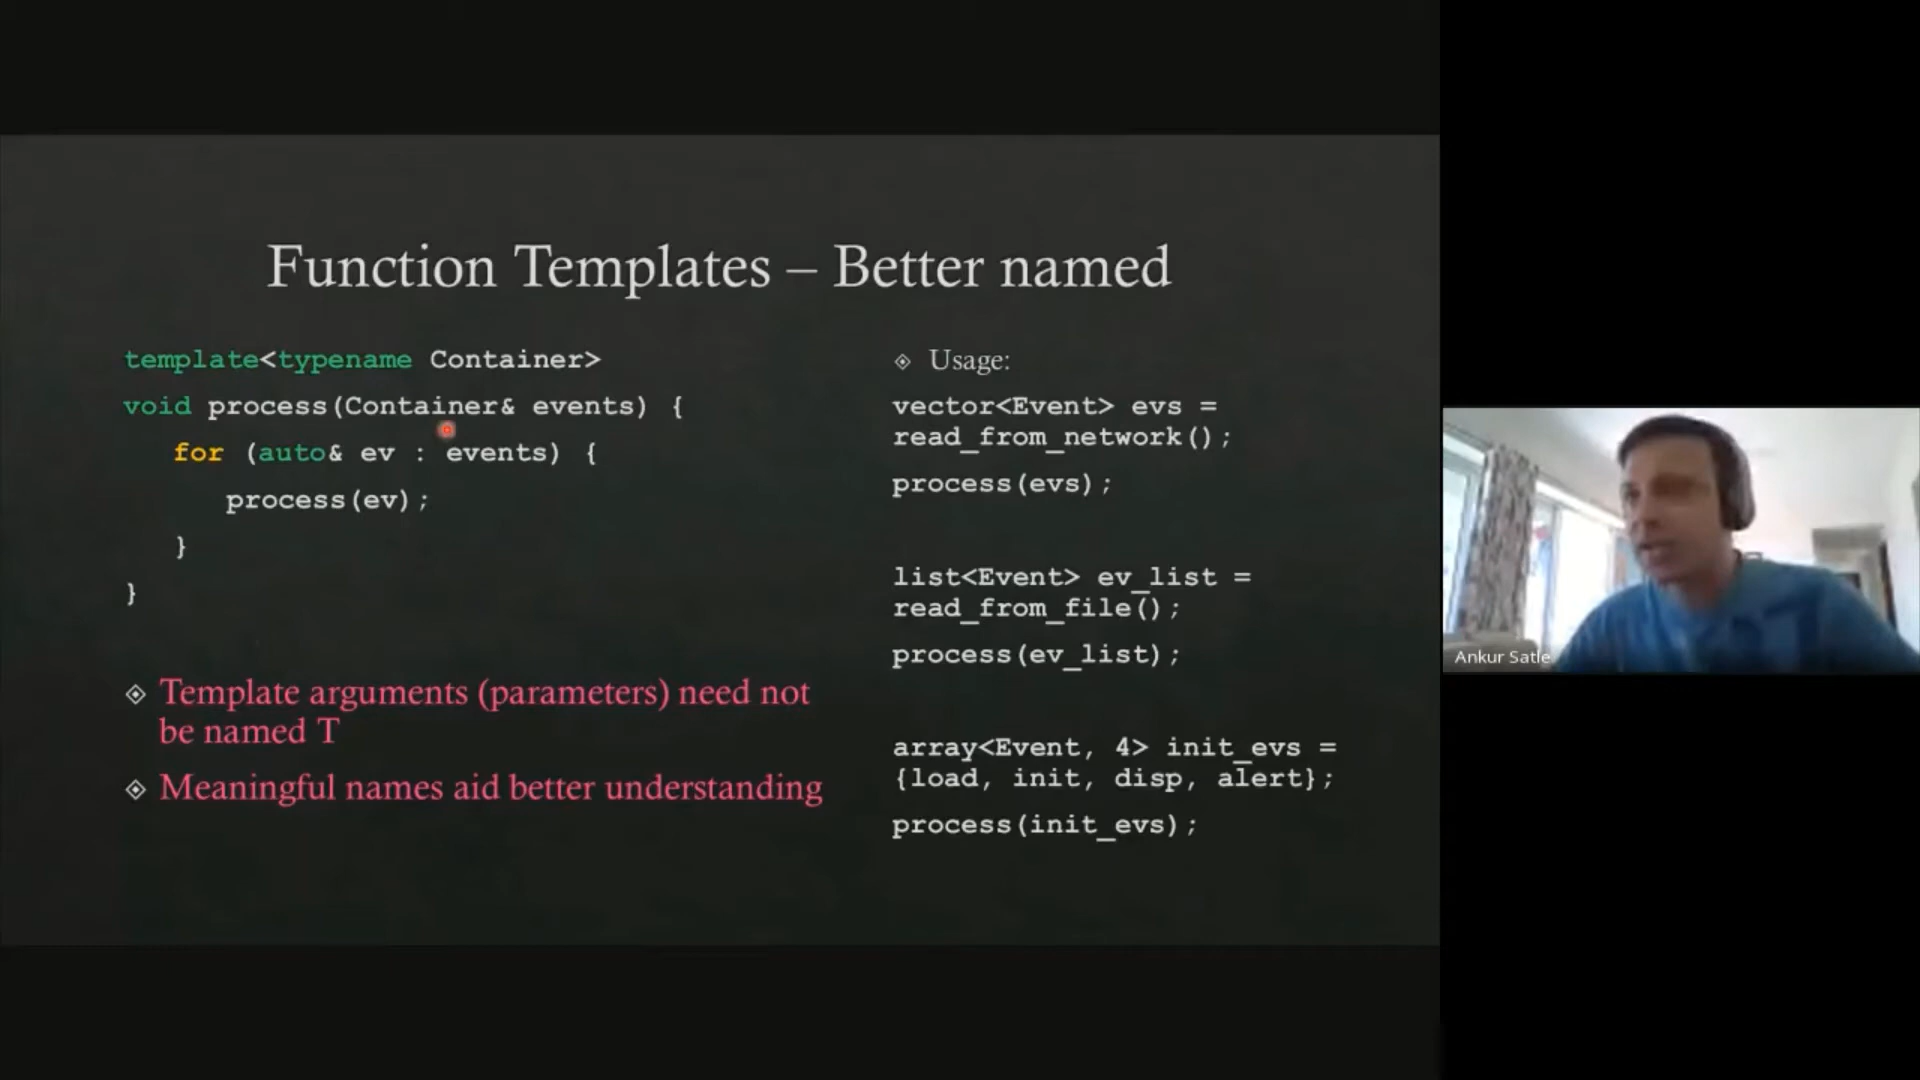 Function Templates – Better named
template<typename Container>
void process(Container& events) {
for (auto& ev : events) {
process(ev);
}
}
Template arguments (parameters) need not
be named T
Meaningful names aid better understanding
Usage:
vector<Event> evs =
read_from_network();
process(evs);
list<Event> ev_list =
read_from_file();
process(ev_list);
array<Event, 4> init_evs =
{load, init, disp, alert};
process(init_evs);
Ankur Satle